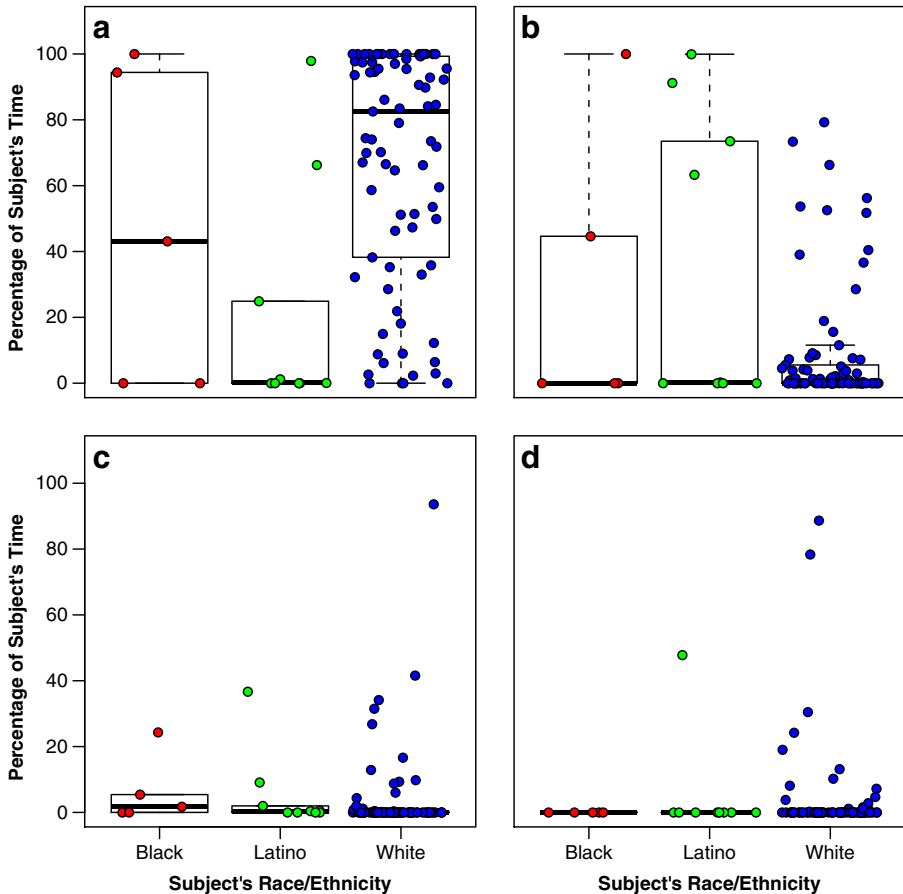 a
b
Percentage of Subject's Time
100
80
60
40
20
0
c
d
Percentage of Subject's Time
100
80
60
40
20
0
Black Latino White
Black Latino White
Subject's Race/Ethnicity
Subject's Race/Ethnicity